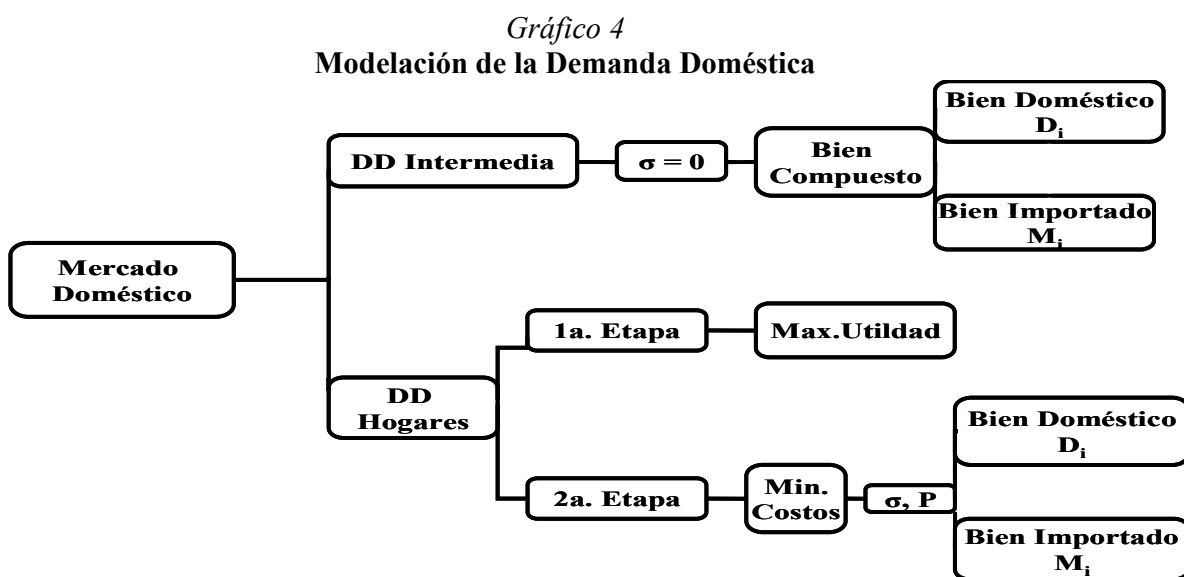 Gráfico 4
Modelación de la Demanda Doméstica
Mercado
Doméstico
DD Intermedia
σ = 0
Bien
Compuesto
Bien Doméstico
Di
Bien Importado
Mi
DD
Hogares
1a. Etapa
Max.Utildad
2a. Etapa
Min.
Costos
σ, P
Bien Doméstico
Di
Bien Importado
Mi